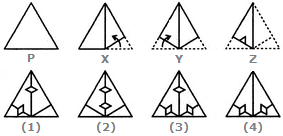 P X Y Z
(1) (2) (3) (4)